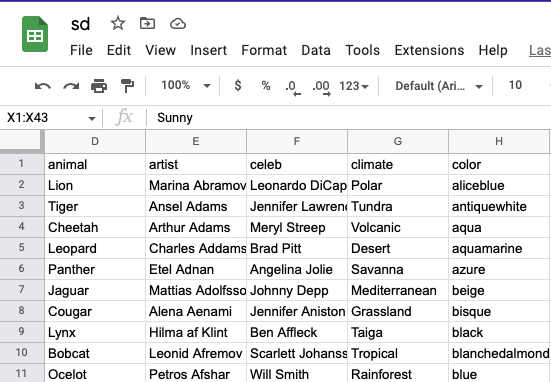 sd
File Edit View Insert Format Data Tools Extensions Help Las
100% $ % .0 .00 123 Default (Ari... 10
X1:X43 fx Sunny
D E F G H
1 animal artist celeb climate color
2 Lion Marina Abramov Leonardo DiCap Polar aliceblue
3 Tiger Ansel Adams Jennifer Lawren Tundra antiquewhite
4 Cheetah Arthur Adams Meryl Streep Volcanic aqua
5 Leopard Charles Addams Brad Pitt Desert aquamarine
6 Panther Etel Adnan Angelina Jolie Savanna azure
7 Jaguar Mattias Adolfsso Johnny Depp Mediterranean beige
8 Cougar Alena Aenami Jennifer Aniston Grassland bisque
9 Lynx Hilma af Klint Ben Affleck Taiga black
10 Bobcat Leonid Afremov Scarlett Johanss Tropical blanchedalmond
11 Ocelot Petros Afshar Will Smith Rainforest blue